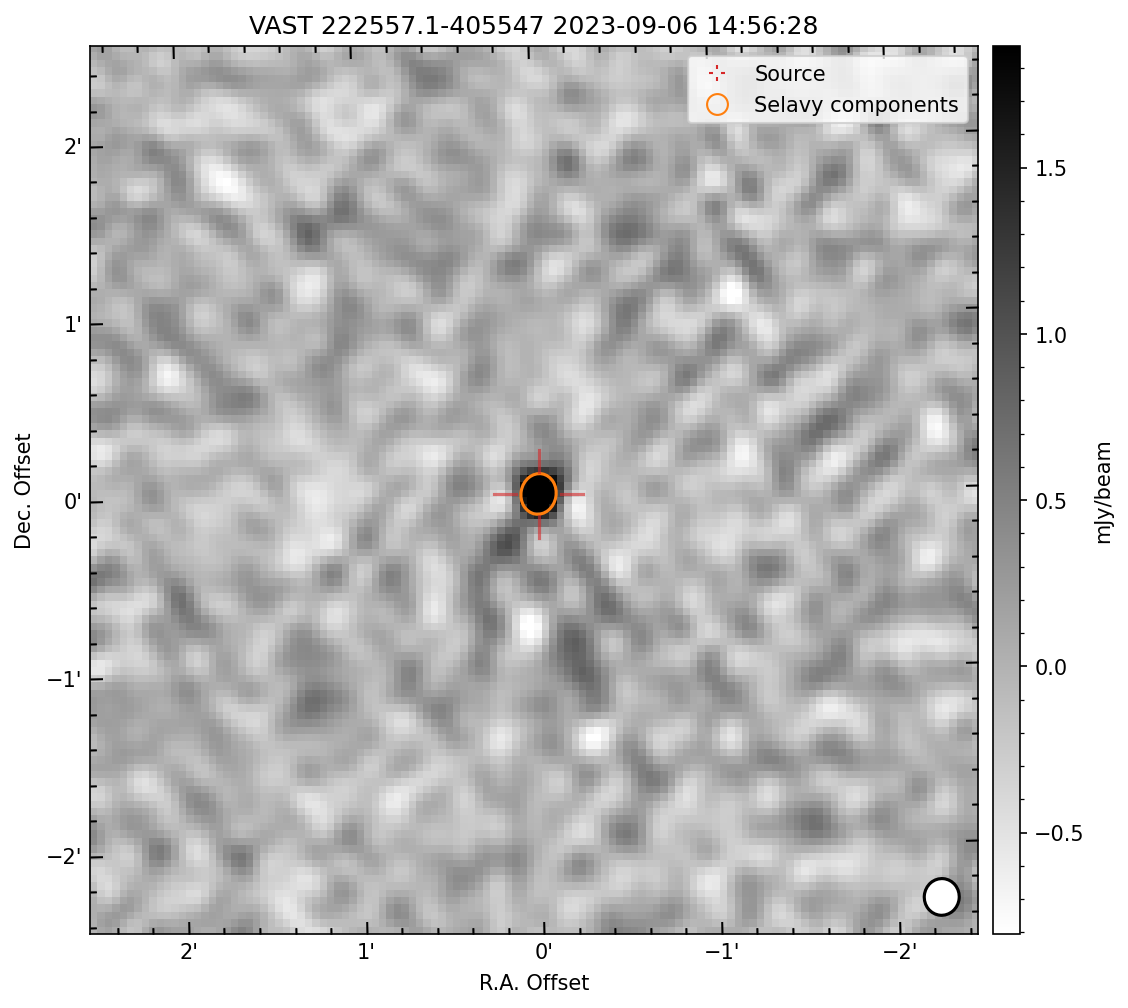 VAST 222557.1-405547 2023-09-06 14:56:28
Source
Selavy components
2'
1'
0'
−1'
−2'
Dec. Offset
2'
1'
0'
−1'
−2'
R.A. Offset
1.5
1.0
0.5
0.0
−0.5
mJy/beam